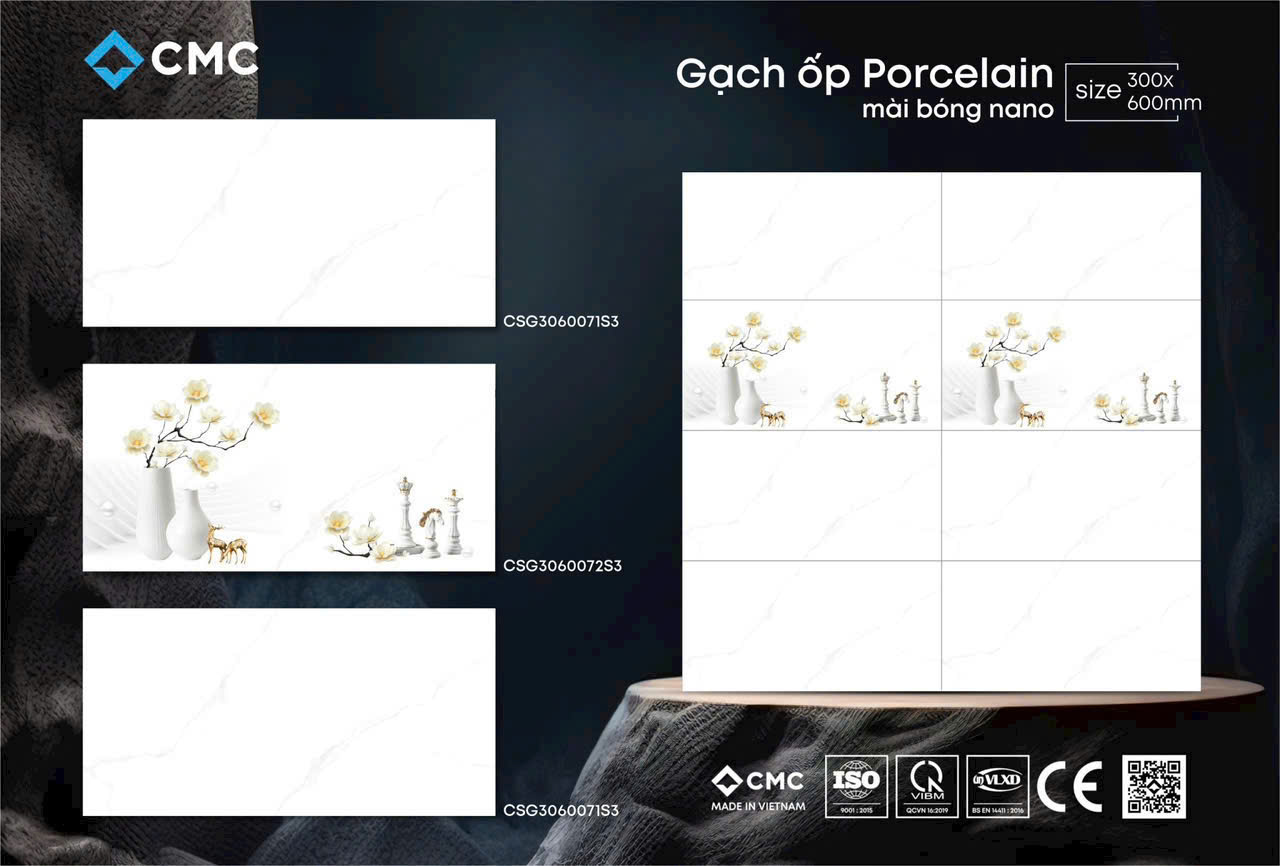 CMC
Gạch ốp Porcelain
mài bóng nano
size 300x
600mm
CSG3060071S3
CSG3060072S3
CSG3060071S3
CMC
MADE IN VIETNAM
ISO
9001 : 2015
VIBM
QCVN 16:2019
VLXD
BS EN 14411 : 2016
CE